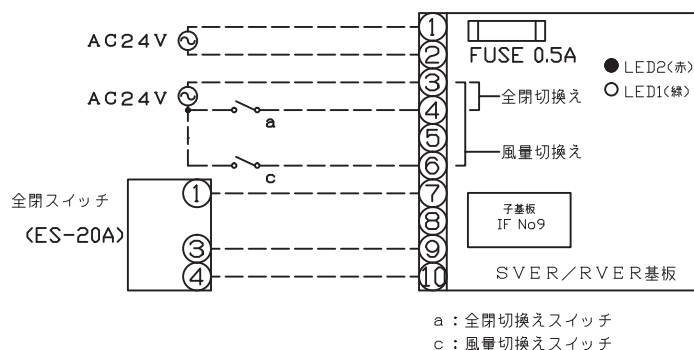 AC24V
①
②
FUSE 0.5A
LED2(赤)
LED1(緑)
AC24V
③
④
a
全閉切換え
⑤
風量切換え
⑥
c
全閉スイッチ
(ES-20A)
①
⑦
子基板
IF No9
⑧
③
⑨
④
⑩
SVER/RVER基板
a:全閉切換えスイッチ
c:風量切換えスイッチ